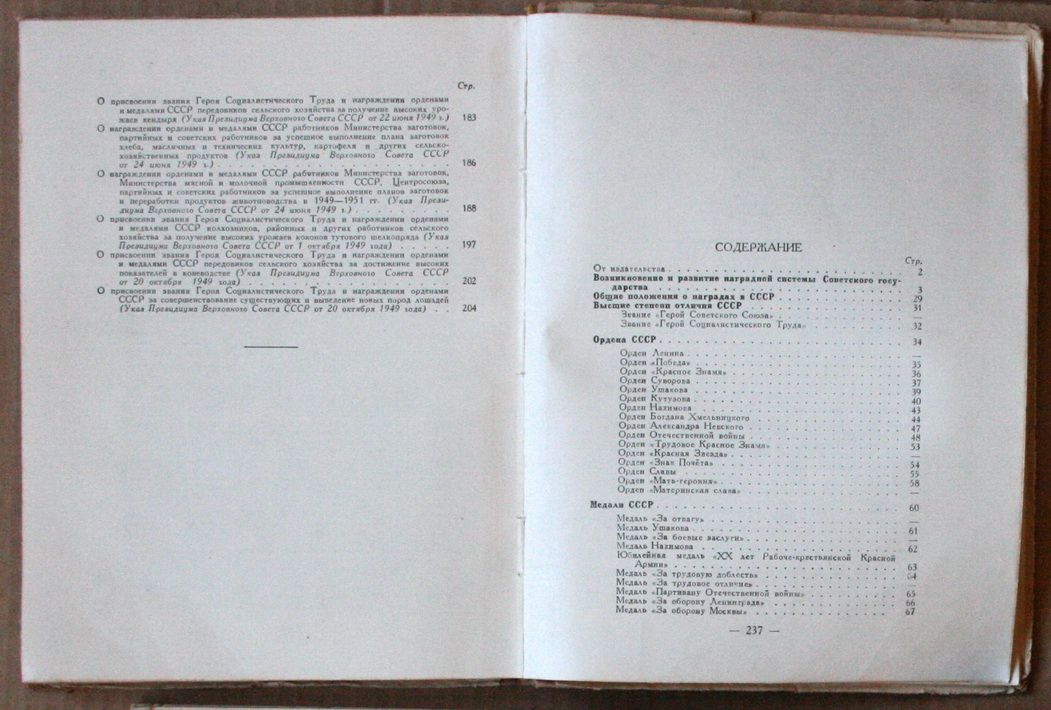 Стр.
О присвоении звания Героя Социалистического Труда и награждении орденами
и медалями СССР передовиков сельского хозяйства за получение высоких уро-
жаев кендыря (Указ Президиума Верховного Совета СССР от 22 июня 1949 г.) 183
О награждении орденами и медалями СССР работников Министерства заготовок,
партийных и советских работников за успешное выполнение плана заготовок
хлеба, масличных и технических культур, картофеля и других сельско-
хозяйственных продуктов (Указ Президиума Верховного Совета СССР
от 24 июня 1949 г.) . . . . . . . . . . . . . . . . 186
О награждении орденами и медалями СССР работников Министерства заготовок,
Министерства мясной и молочной промышленности СССР, Центросоюза,
партийных и советских работников за успешное выполнение планов заготовок
и переработки продуктов животноводства в 1949—1951 гг. (Указ Прези-
диума Верховного Совета СССР от 24 июня 1949 г.) . . . . . . . . . 188
О присвоении звания Героя Социалистического Труда и награждении орденами
и медалями СССР колхозников, районных и других работников сельского
хозяйства за получение высоких урожаев коконов тутового шелкопряда (Указ
Президиума Верховного Совета СССР от 1 октября 1949 года) . . . . . . 197
О присвоении звания Героя Социалистического Труда и награждении орденами
и медалями СССР передовиков сельского хозяйства за достижение высоких
показателей в коневодстве (Указ Президиума Верховного Совета СССР
от 20 октября 1949 года) . . . . . . . . . . . . . . . 202
О присвоении звания Героя Социалистического Труда и награждении орденами
СССР за совершенствование существующих и выведение новых пород лошадей
(Указ Президиума Верховного Совета СССР от 20 октября 1949 года) . . 204
СОДЕРЖАНИЕ
Стр.
От издательства . . . . . . . . . . . . . . . 2
Возникновение и развитие наградной системы Советского госу-
дарства . . . . . . . . . . . . . . . . 3
Общие положения о наградах в СССР . . . . . . . . . . 29
Высшие степени отличия СССР . . . . . . . . . . . . 31
Звание «Герой Советского Союза» . . . . . . . . . . —
Звание «Герой Социалистического Труда» . . . . . . . . 32
Ордена СССР . . . . . . . . . . . . . . . . 34
Орден Ленина . . . . . . . . . . . . . . . —
Орден «Победа» . . . . . . . . . . . . . . . 35
Орден «Красное Знамя» . . . . . . . . . . . . . 36
Орден Суворова . . . . . . . . . . . . . . . 37
Орден Ушакова . . . . . . . . . . . . . . . 39
Орден Кутузова . . . . . . . . . . . . . . . 40
Орден Нахимова . . . . . . . . . . . . . . . 43
Орден Богдана Хмельницкого . . . . . . . . . . . 44
Орден Александра Невского . . . . . . . . . . . . 47
Орден Отечественной войны . . . . . . . . . . . . 48
Орден «Трудовое Красное Знамя» . . . . . . . . . . 53
Орден «Красная Звезда» . . . . . . . . . . . . . —
Орден «Знак Почёта» . . . . . . . . . . . . . . 54
Орден Славы . . . . . . . . . . . . . . . 55
Орден «Мать-героиня» . . . . . . . . . . . . . . 58
Орден «Материнская слава» . . . . . . . . . . . . —
Медали СССР . . . . . . . . . . . . . . . . 60
Медаль «За отвагу» . . . . . . . . . . . . . . —
Медаль Ушакова . . . . . . . . . . . . . . . 61
Медаль «За боевые заслуги» . . . . . . . . . . . . —
Медаль Нахимова . . . . . . . . . . . . . . . 62
Юбилейная медаль «XX лет Рабоче-крестьянской Красной
Армии» . . . . . . . . . . . . . . . . 63
Медаль «За трудовую доблесть» . . . . . . . . . . . 64
Медаль «За трудовое отличие» . . . . . . . . . . . —
Медаль «Партизану Отечественной войны» . . . . . . . . 65
Медаль «За оборону Ленинграда» . . . . . . . . . . 66
Медаль «За оборону Москвы» . . . . . . . . . . . . 67
— 237 —